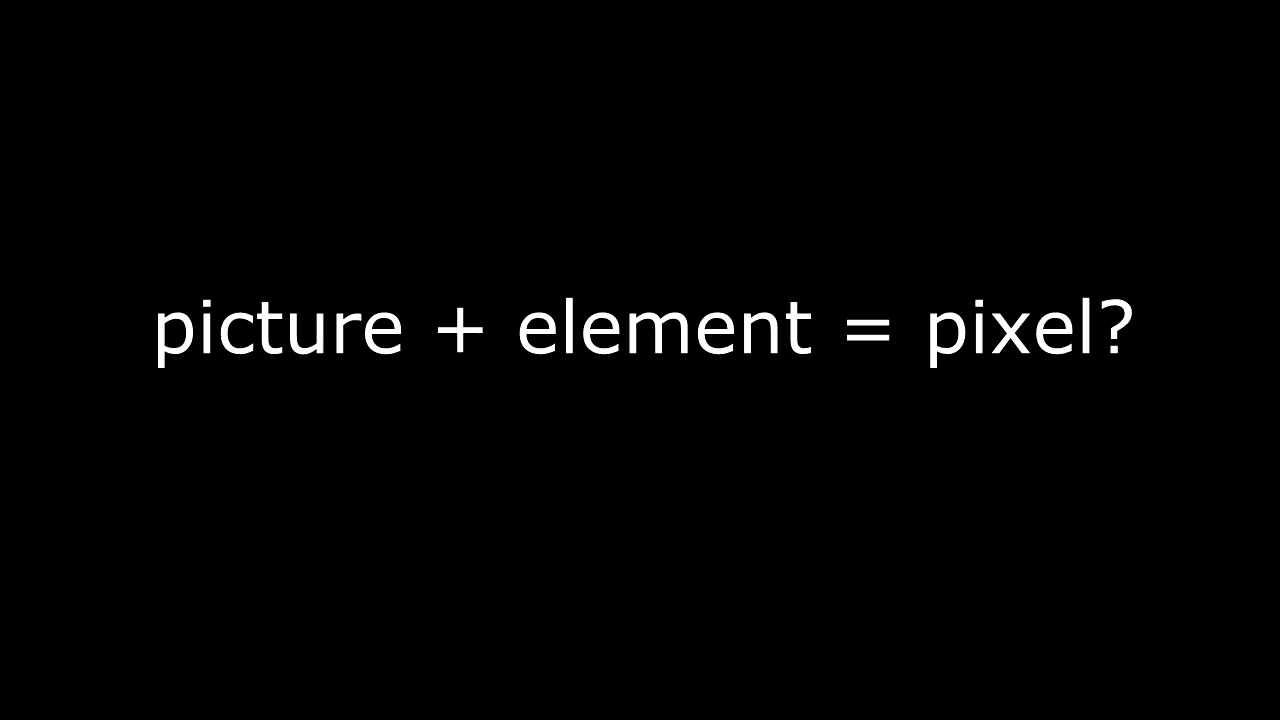 picture + element = pixel?